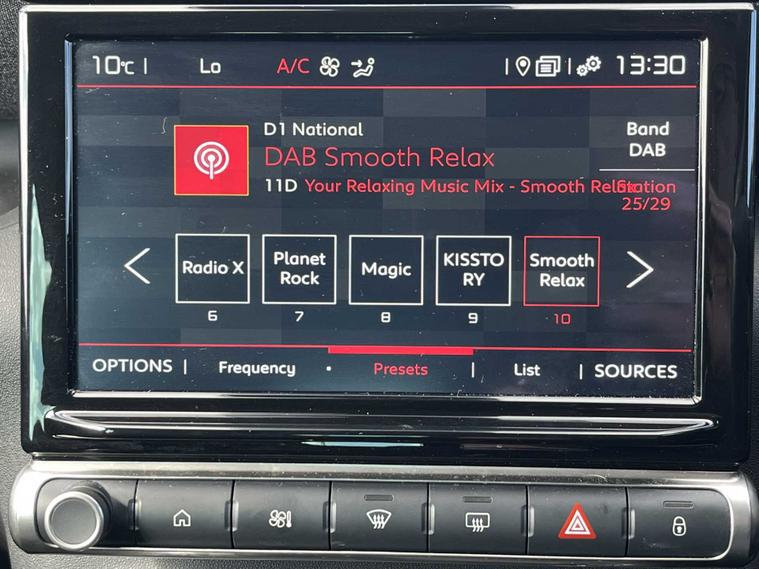 10°C | Lo A/C 13:30
D1 National
DAB Smooth Relax
11D Your Relaxing Music Mix - Smooth Relax
Band
DAB
Station
25/29
Radio X
Planet
Rock
Magic
KISSTO
RY
Smooth
Relax
6 7 8 9 10
OPTIONS | Frequency • Presets | List | SOURCES